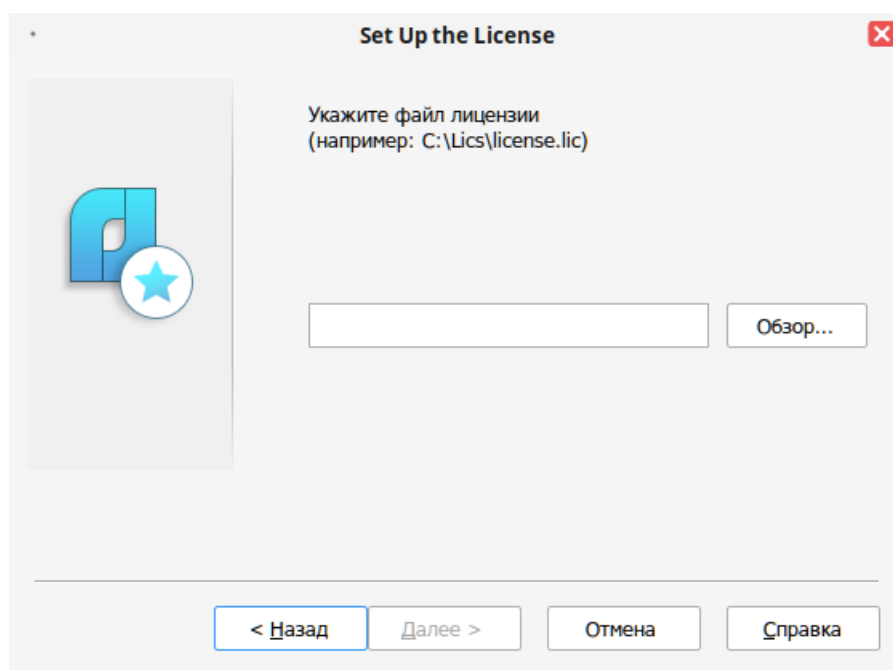 Set Up the License
Укажите файл лицензии
(например: C:\Lics\license.lic)
Обзор...
< Назад
Далее >
Отмена
Справка